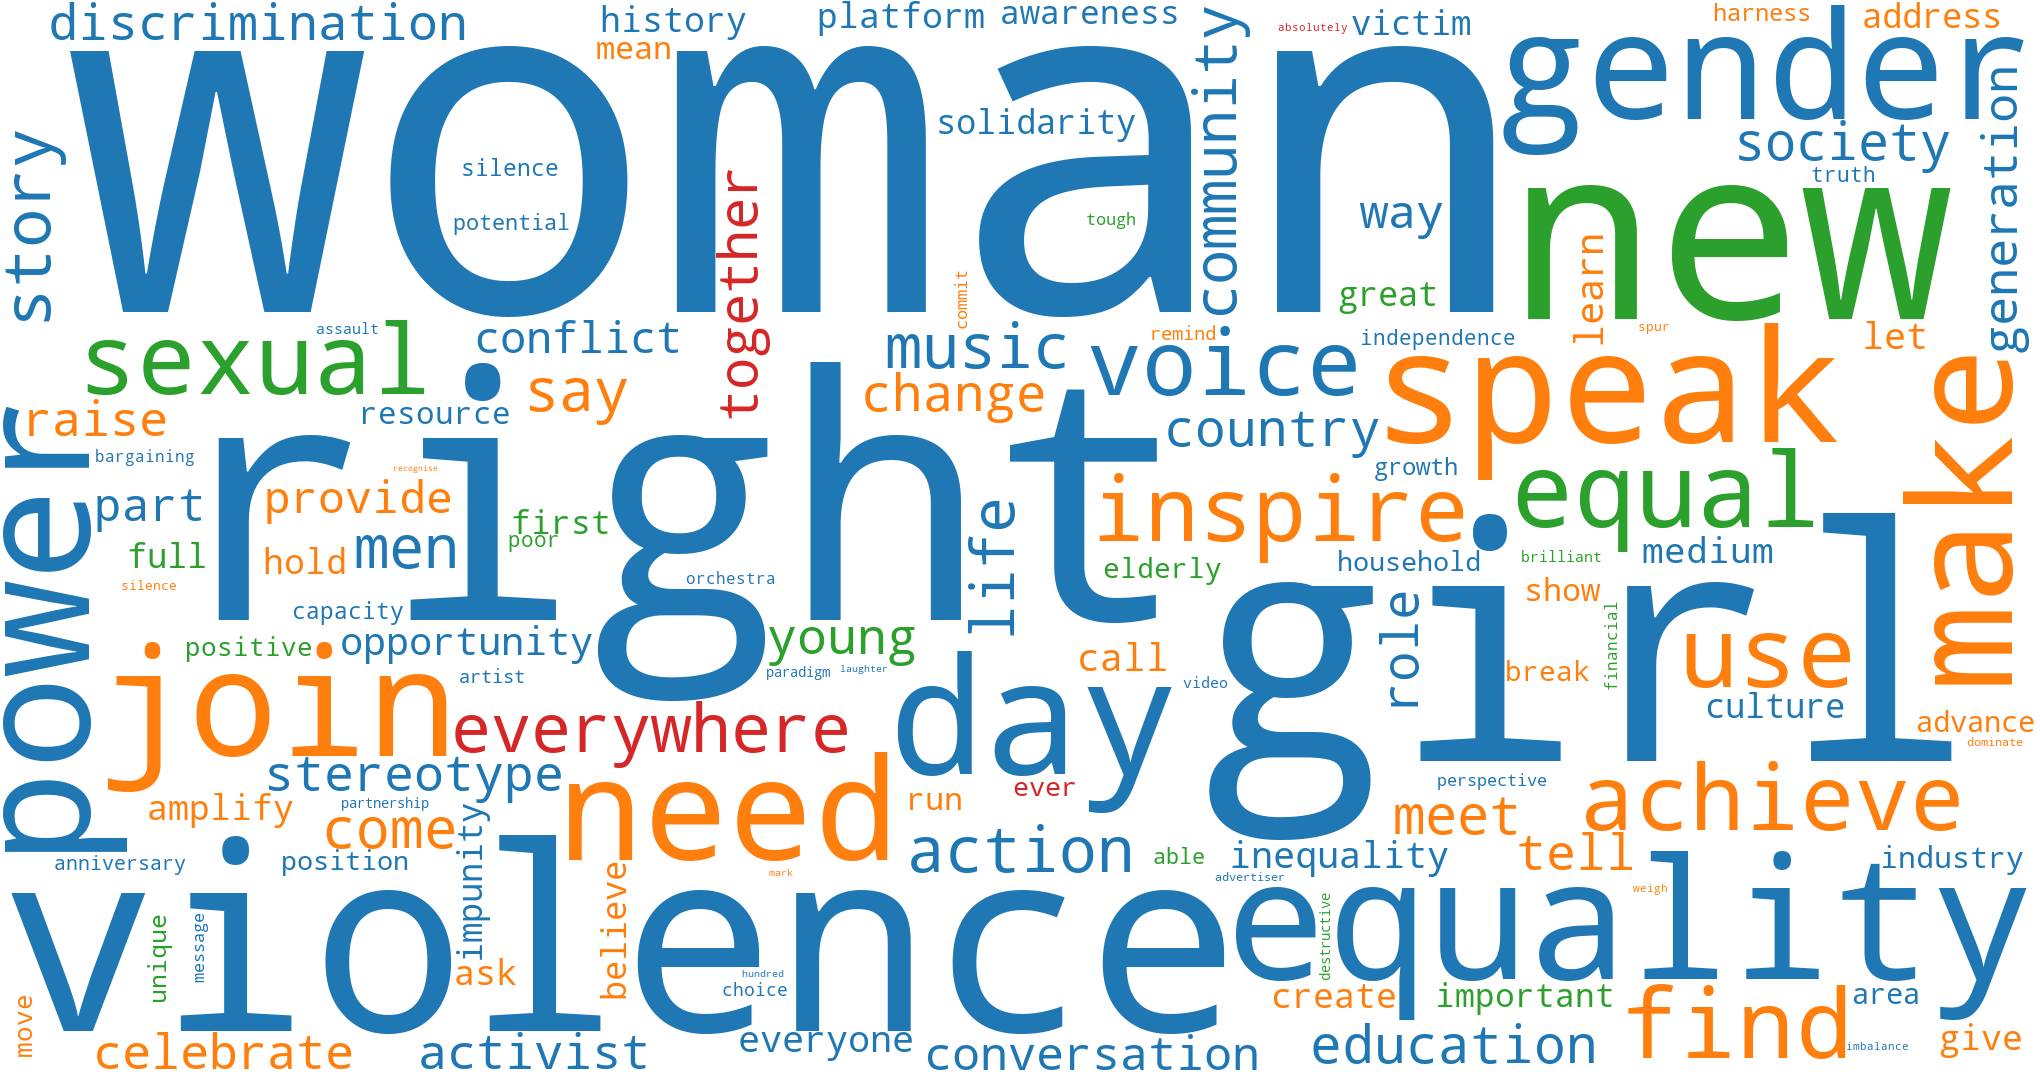 discrimination
history
mean
platform
awareness
absolutely
victim
harness
address
woman
gender
community
society
generation
solidarity
story
silence
potential
tough
truth
way
new
together
commit
great
learn
sexual
assault
conflict
music
remind
voice
independence
spur
let
speak
make
raise
resource
say
change
country
power
bargaining
recognise
right
growth
part
provide
first
poor
inspire
equal
full
hold
men
life
elderly
household
brilliant
medium
silence
orchestra
show
capacity
girl
positive
opportunity
young
call
role
financial
use
join
artist
paradigm
laughter
day
video
break
culture
everywhere
advance
dominate
stereotype
need
ever
perspective
achieve
amplify
partnership
come
run
meet
anniversary
position
impunity
action
able
inequality
tell
industry
believe
mark
advertiser
weigh
violence
equality
unique
message
ask
hundred
choice
destructive
create
important
area
move
celebrate
activist
everyone
conversation
education
find
imbalance
give